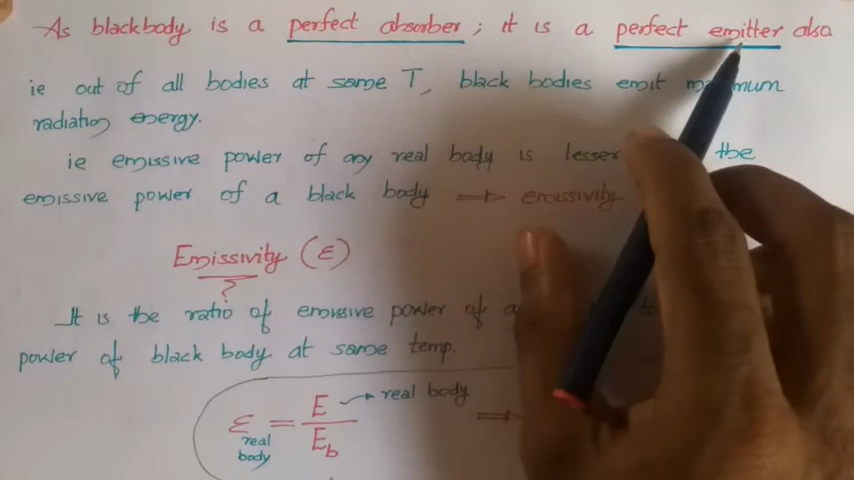 As blackbody is a perfect absorber; it is a perfect emitter also
ie out of all bodies at same T, black bodies emit
radiation energy.
ie emissive power of any real body is lesser the
emissive power of a black body ⟹ emissivity
Emissivity (ε)
?
It is the ratio of emissive power of
power of black body at same temp.
ε real body = E / E_b → real body ⟹